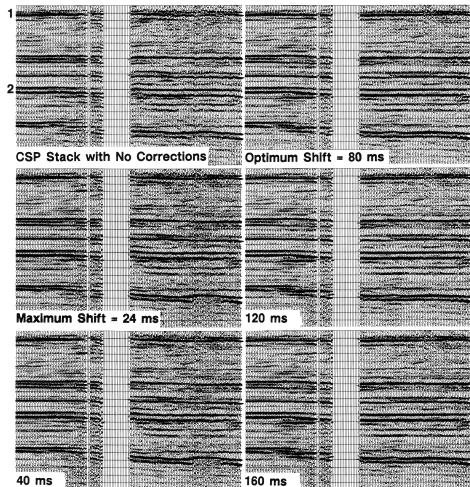 1
2
CSP Stack with No Corrections
Optimum Shift = 80 ms
Maximum Shift = 24 ms
120 ms
40 ms
160 ms